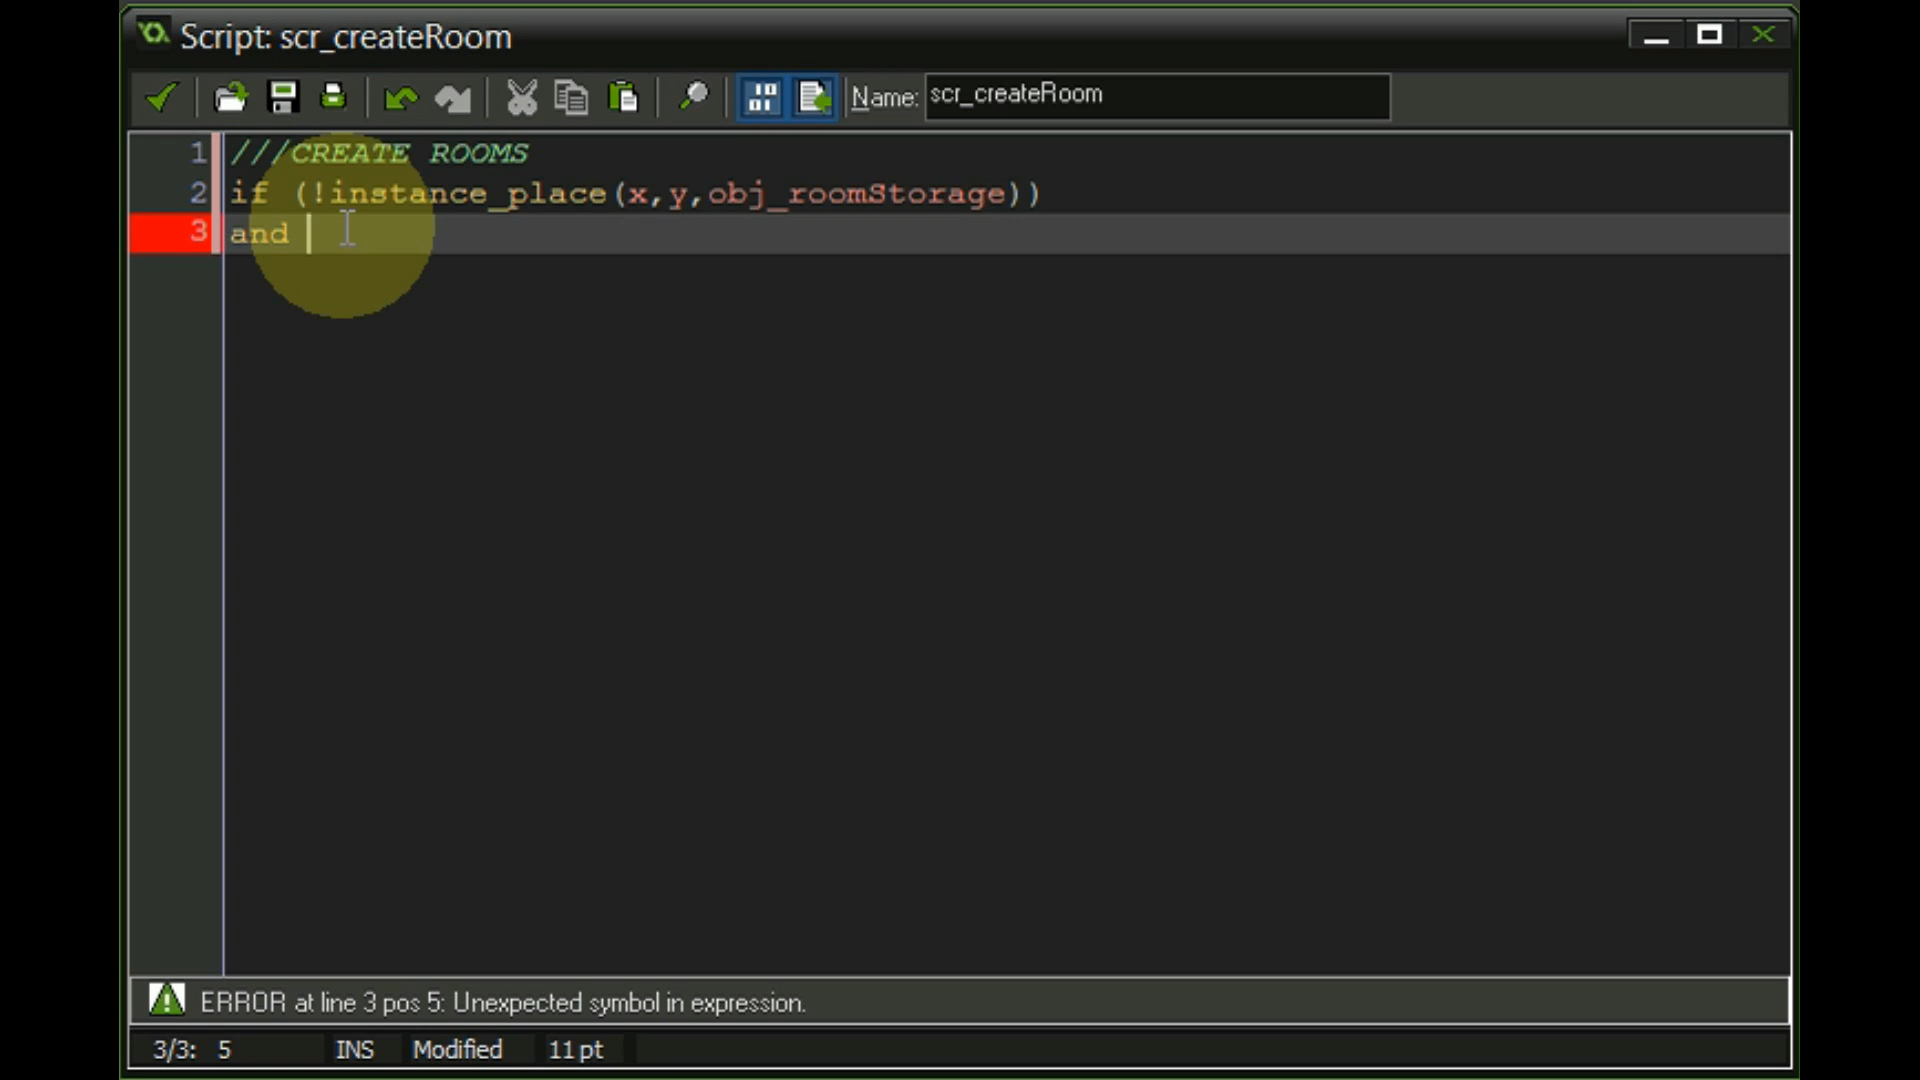 Script: scr_createRoom
Name: scr_createRoom
1 ///CREATE ROOMS
2 if (!instance_place(x,y,obj_roomStorage))
3 and
ERROR at line 3 pos 5: Unexpected symbol in expression.
3/3: 5 INS Modified 11 pt